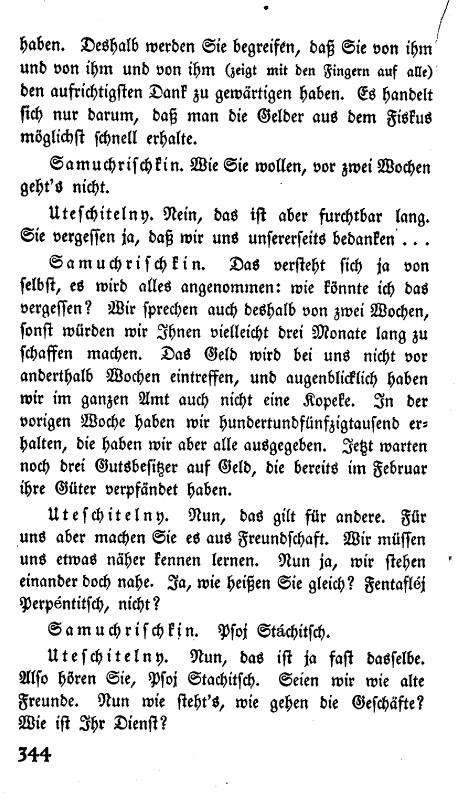 haben. Deshalb werden Sie begreifen, daß Sie von ihm
und von ihm und von ihm (zeigt mit den Fingern auf alle)
den aufrichtigsten Dank zu gewärtigen haben. Es handelt
sich nur darum, daß man die Gelder aus dem Fiskus
möglichst schnell erhalte.
Samuchrischkin. Wie Sie wollen, vor zwei Wochen
geht's nicht.
Uteschitelny. Nein, das ist aber furchtbar lang.
Sie vergessen ja, daß wir uns unsererseits bedanken . . .
Samuchrischkin. Das versteht sich ja von
selbst, es wird alles angenommen: wie könnte ich das
vergessen? Wir sprechen auch deshalb von zwei Wochen,
sonst würden wir Ihnen vielleicht drei Monate lang zu
schaffen machen. Das Geld wird bei uns nicht vor
anderthalb Wochen eintreffen, und augenblicklich haben
wir im ganzen Amt auch nicht eine Kopeke. In der
vorigen Woche haben wir hundertundfünfzigtausend er-
halten, die haben wir aber alle ausgegeben. Jetzt warten
noch drei Gutsbesitzer auf Geld, die bereits im Februar
ihre Güter verpfändet haben.
Uteschitelny. Nun, das gilt für andere. Für
uns aber machen Sie es aus Freundschaft. Wir müssen
uns etwas näher kennen lernen. Nun ja, wir stehen
einander doch nahe. Ja, wie heißen Sie gleich? Fentafléj
Perpéntitsch, nicht?
Samuchrischkin. Psoj Stáchitsch.
Uteschitelny. Nun, das ist ja fast dasselbe.
Also hören Sie, Psoj Stachitsch. Seien wir wie alte
Freunde. Nun wie steht's, wie gehen die Geschäfte?
Wie ist Ihr Dienst?
344